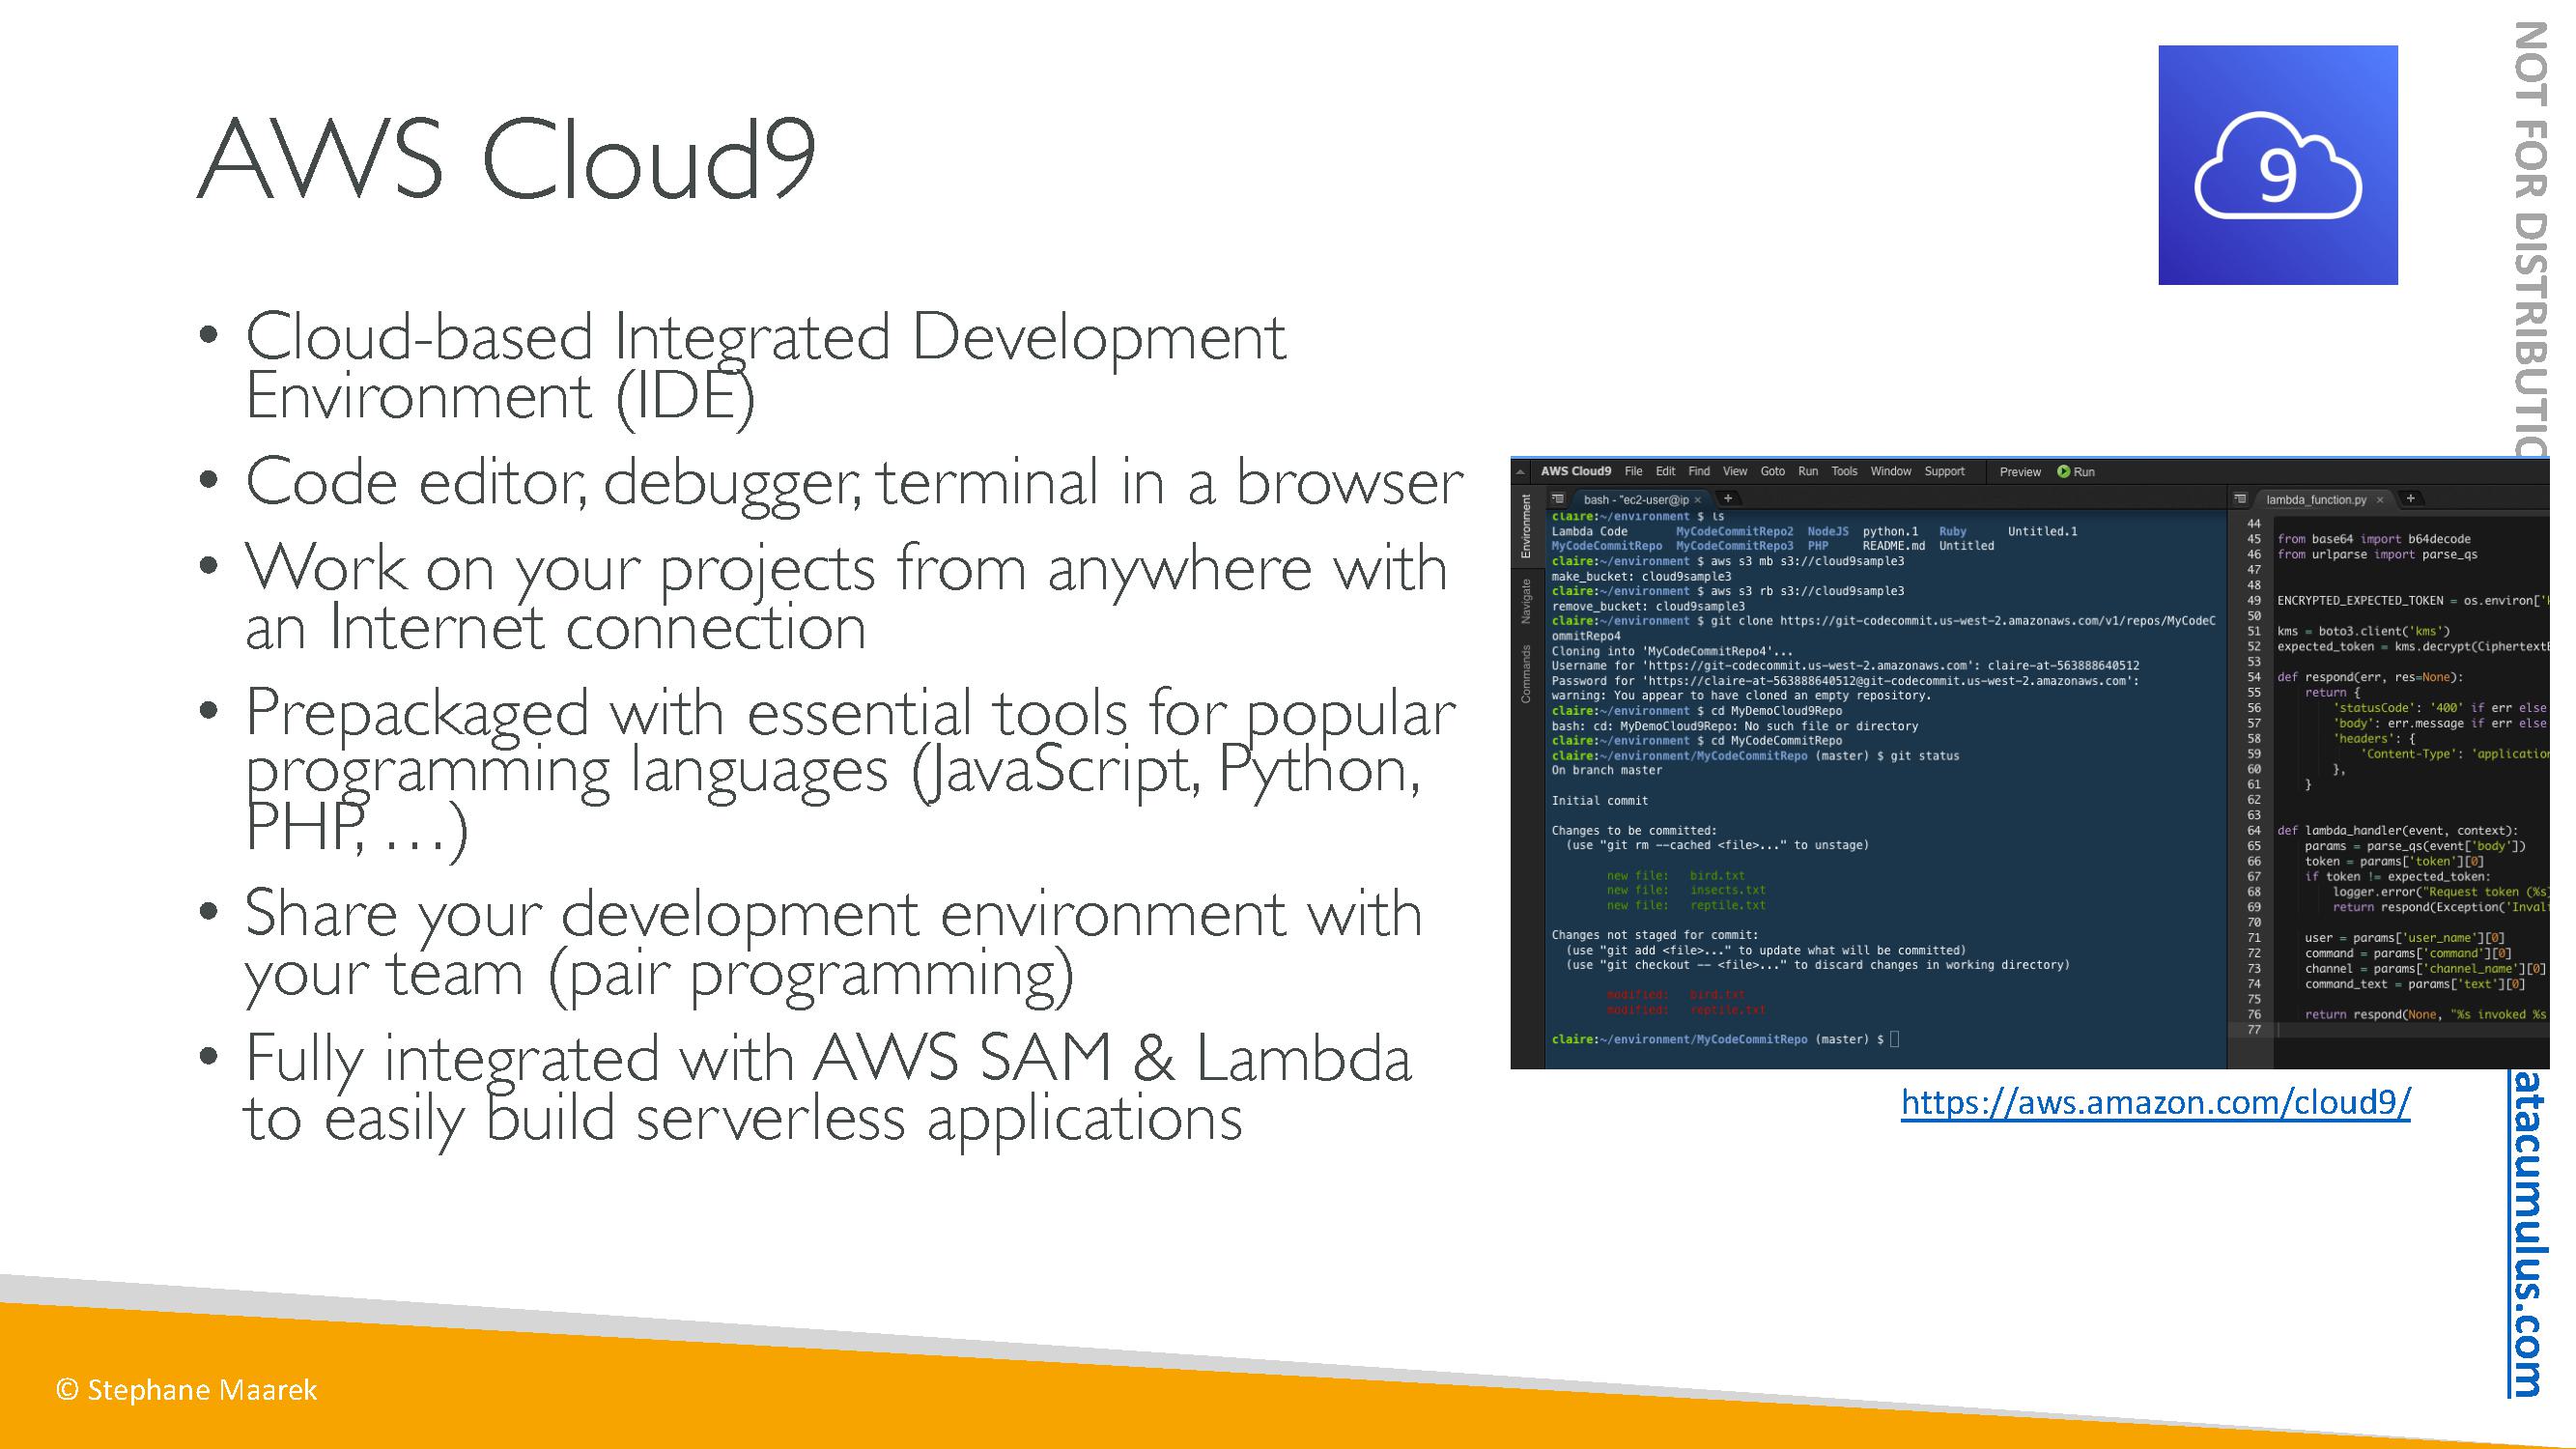 NOT FOR DISTRIBUTIO
AWS Cloud9
9
• Cloud-based Integrated Development
Environment (IDE)
• Code editor, debugger, terminal in a browser
• Work on your projects from anywhere with
an Internet connection
• Prepackaged with essential tools for popular
programming languages (JavaScript, Python,
PHP, …)
• Share your development environment with
your team (pair programming)
• Fully integrated with AWS SAM & Lambda
to easily build serverless applications
AWS Cloud9 File Edit Find View Goto Run Tools Window Support Preview Run
Environment
Navigate
Commands
bash - "ec2-user@ip × +
claire:~/environment $ ls
Lambda Code MyCodeCommitRepo2 NodeJS python.1 Ruby Untitled.1
MyCodeCommitRepo MyCodeCommitRepo3 PHP README.md Untitled
claire:~/environment $ aws s3 mb s3://cloud9sample3
make_bucket: cloud9sample3
claire:~/environment $ aws s3 rb s3://cloud9sample3
remove_bucket: cloud9sample3
claire:~/environment $ git clone https://git-codecommit.us-west-2.amazonaws.com/v1/repos/MyCodeC
ommitRepo4
Cloning into 'MyCodeCommitRepo4'...
Username for 'https://git-codecommit.us-west-2.amazonaws.com': claire-at-563888640512
Password for 'https://claire-at-563888640512@git-codecommit.us-west-2.amazonaws.com':
warning: You appear to have cloned an empty repository.
claire:~/environment $ cd MyDemoCloud9Repo
bash: cd: MyDemoCloud9Repo: No such file or directory
claire:~/environment $ cd MyCodeCommitRepo
claire:~/environment/MyCodeCommitRepo (master) $ git status
On branch master
Initial commit
Changes to be committed:
(use "git rm --cached <file>..." to unstage)
new file: bird.txt
new file: insects.txt
new file: reptile.txt
Changes not staged for commit:
(use "git add <file>..." to update what will be committed)
(use "git checkout -- <file>..." to discard changes in working directory)
modified: bird.txt
modified: reptile.txt
claire:~/environment/MyCodeCommitRepo (master) $
lambda_function.py × +
44
45 from base64 import b64decode
46 from urlparse import parse_qs
47
48
49 ENCRYPTED_EXPECTED_TOKEN = os.environ['
50
51 kms = boto3.client('kms')
52 expected_token = kms.decrypt(Ciphertext
53
54 def respond(err, res=None):
55 return {
56 'statusCode': '400' if err else
57 'body': err.message if err else
58 'headers': {
59 'Content-Type': 'application
60 },
61 }
62
63
64 def lambda_handler(event, context):
65 params = parse_qs(event['body'])
66 token = params['token'][0]
67 if token != expected_token:
68 logger.error("Request token (%s)
69 return respond(Exception('Inval
70
71 user = params['user_name'][0]
72 command = params['command'][0]
73 channel = params['channel_name'][0]
74 command_text = params['text'][0]
75
76 return respond(None, "%s invoked %s
77
https://aws.amazon.com/cloud9/
atacumulus.com
© Stephane Maarek